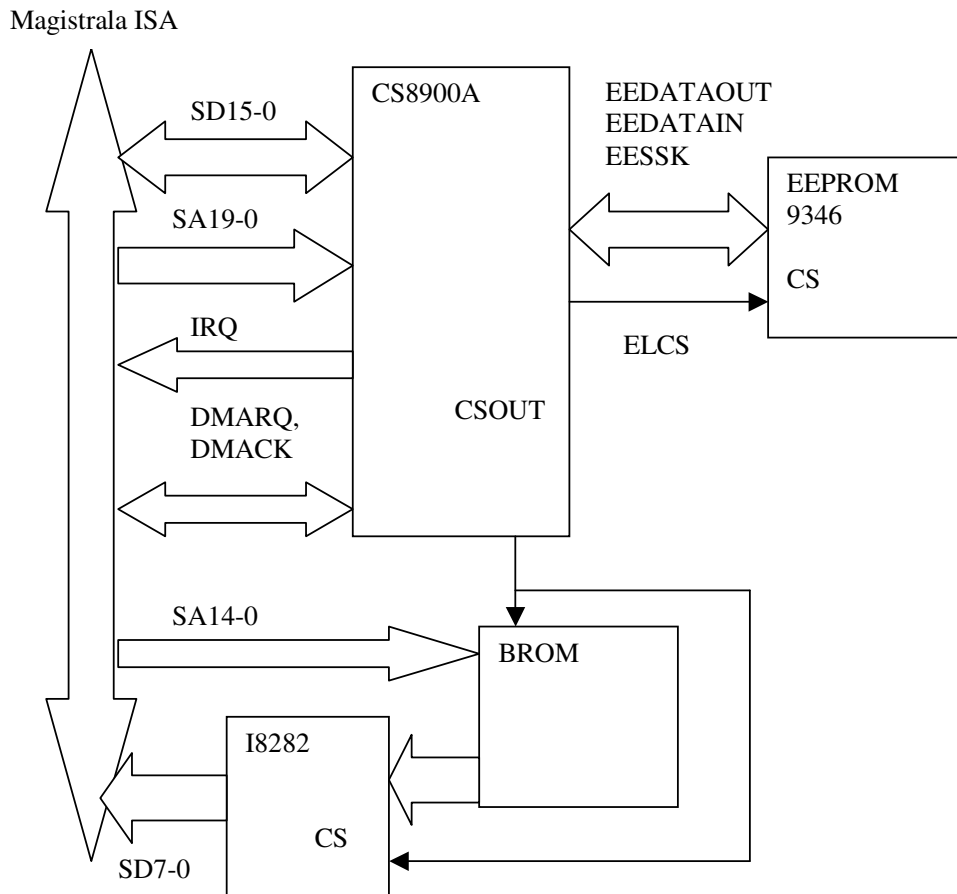 Magistrala ISA
CS8900A
SD15-0
EEDATAOUT
EEDATAIN
EESSK
EEPROM
9346
SA19-0
CS
IRQ
ELCS
CSOUT
DMARQ,
DMACK
SA14-0
BROM
I8282
CS
SD7-0